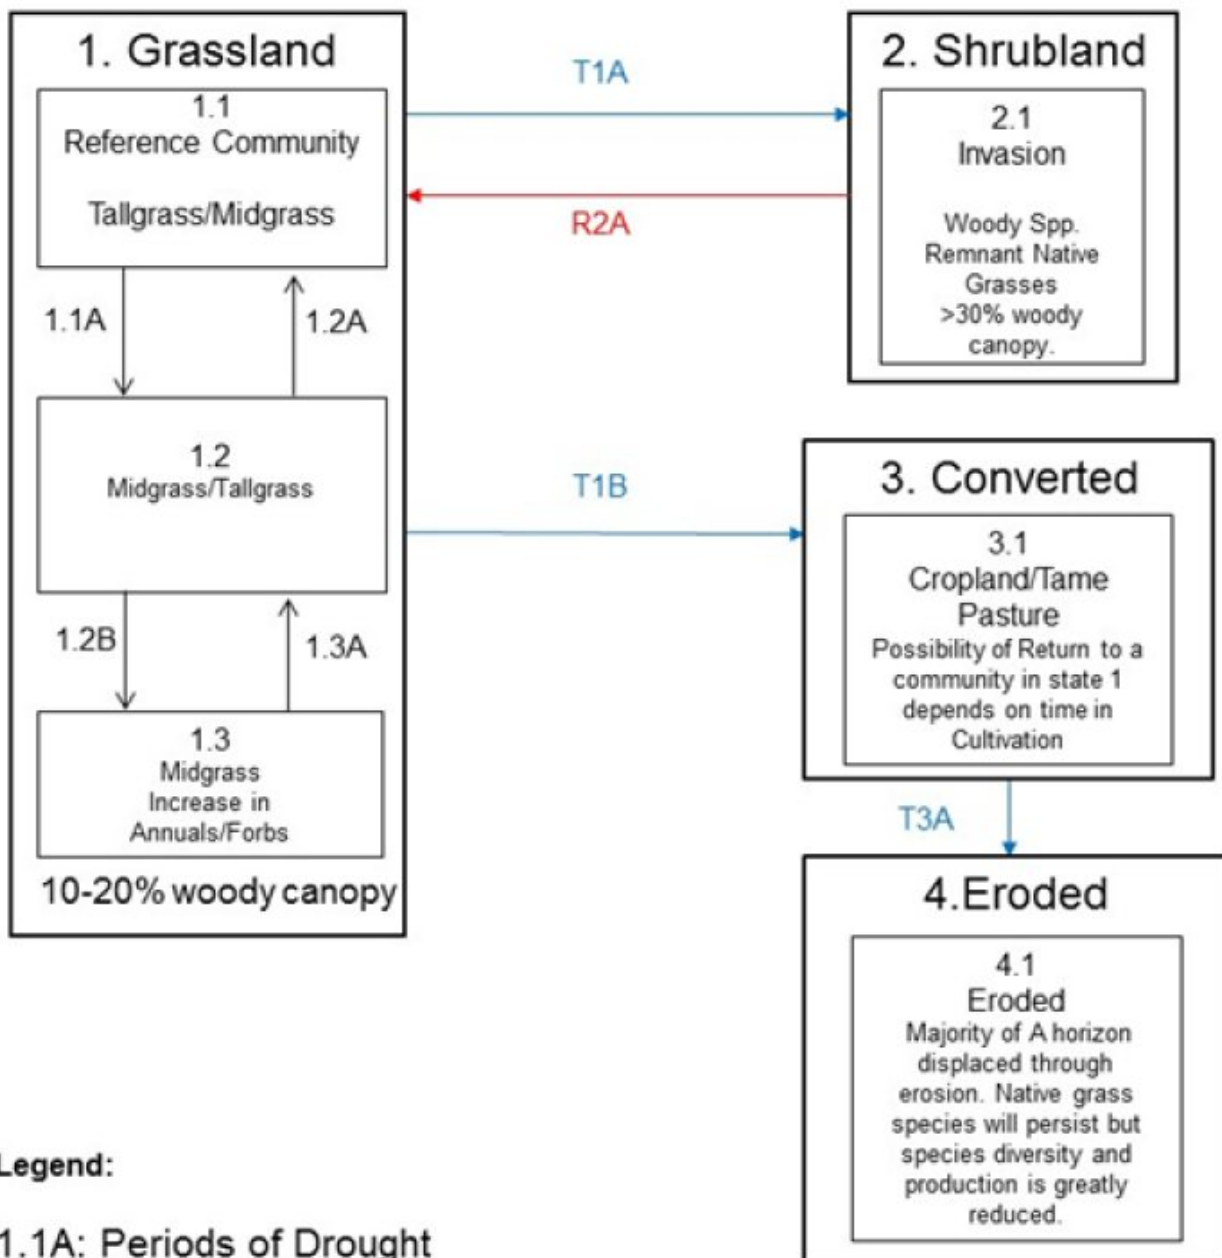 1. Grassland
1.1
Reference Community
Tallgrass/Midgrass
1.1A
1.2A
1.2
Midgrass/Tallgrass
1.2B
1.3A
1.3
Midgrass
Increase in
Annuals/Forbs
10-20% woody canopy
T1A
R2A
2. Shrubland
2.1
Invasion
Woody Spp.
Remnant Native
Grasses
>30% woody
canopy.
T1B
3. Converted
3.1
Cropland/Tame
Pasture
Possibility of Return to a
community in state 1
depends on time in
Cultivation
T3A
4.Eroded
4.1
Eroded
Majority of A horizon
displaced through
erosion. Native grass
species will persist but
species diversity and
production is greatly
reduced.
Legend:
1.1A: Periods of Drought